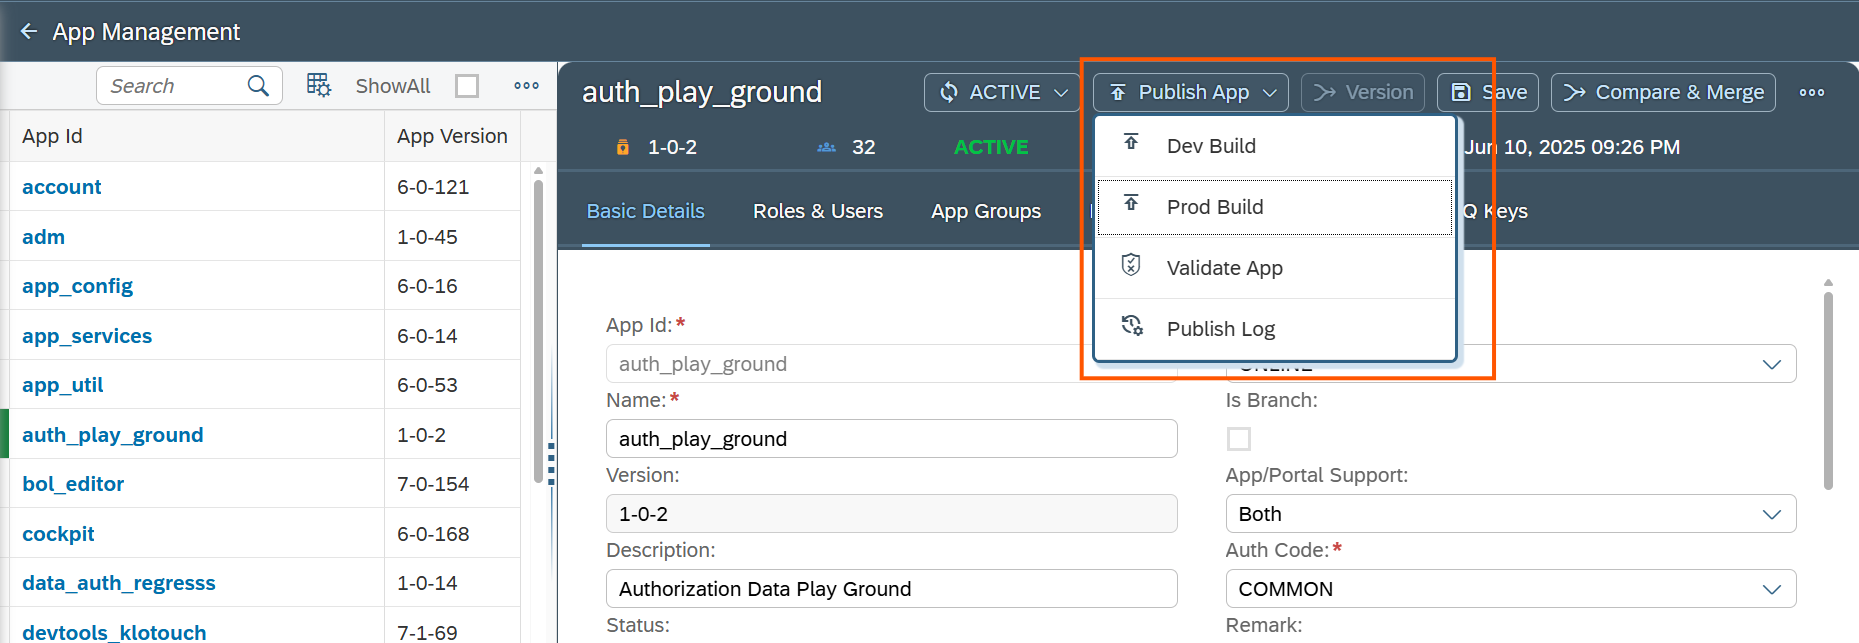 App Management
Search
ShowAll
App Id App Version
account 6-0-121
adm 1-0-45
app_config 6-0-16
app_services 6-0-14
app_util 6-0-53
auth_play_ground 1-0-2
bol_editor 7-0-154
cockpit 6-0-168
data_auth_regresss 1-0-14
devtools_klotouch 7-1-69
auth_play_ground
ACTIVE Publish App Version Save Compare & Merge
1-0-2 32 ACTIVE Jun 10, 2025 09:26 PM
Basic Details Roles & Users App Groups Q Keys
Dev Build
Prod Build
Validate App
Publish Log
App Id:*
auth_play_ground
ONLINE
Name:*
auth_play_ground
Is Branch:
Version:
1-0-2
App/Portal Support:
Both
Description:
Authorization Data Play Ground
Auth Code:*
COMMON
Status:
Remark: